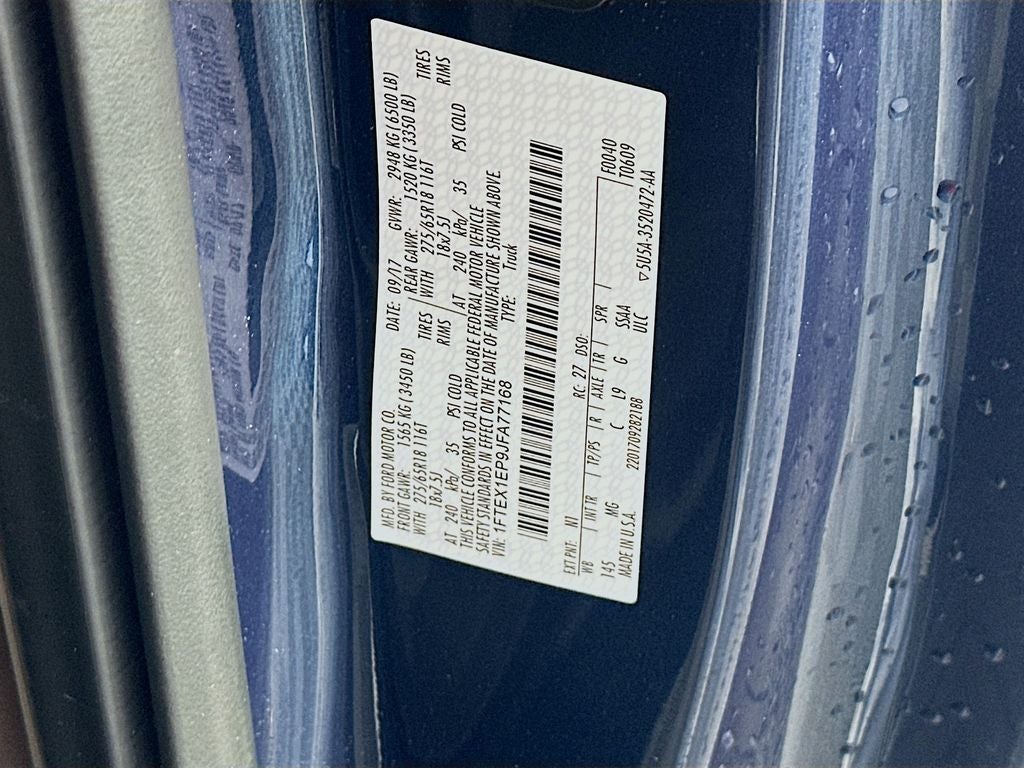 MFD. BY FORD MOTOR CO.
DATE: 09/17 GVWR: 2948 KG ( 6500 LB)
FRONT GAWR: 1565 KG ( 3450 LB) REAR GAWR: 1520 KG ( 3350 LB)
WITH 275/65R18 116T TIRES WITH 275/65R18 116T TIRES
18x7.5J RIMS 18x7.5J RIMS
AT 240 kPa/ 35 PSI COLD AT 240 kPa/ 35 PSI COLD
THIS VEHICLE CONFORMS TO ALL APPLICABLE FEDERAL MOTOR VEHICLE
SAFETY STANDARDS IN EFFECT ON THE DATE OF MANUFACTURE SHOWN ABOVE.
VIN: 1FTEX1EP9JFA77168 TYPE: Truck
EXT PNT: N1 RC: 27 DSO: F0040
WB INT TR TP/PS R AXLE TR SPR T0609
145 MG C L9 G SSAA
MADE IN U.S.A. 2201709282188 ULC ▽5U5A-3520472-AA